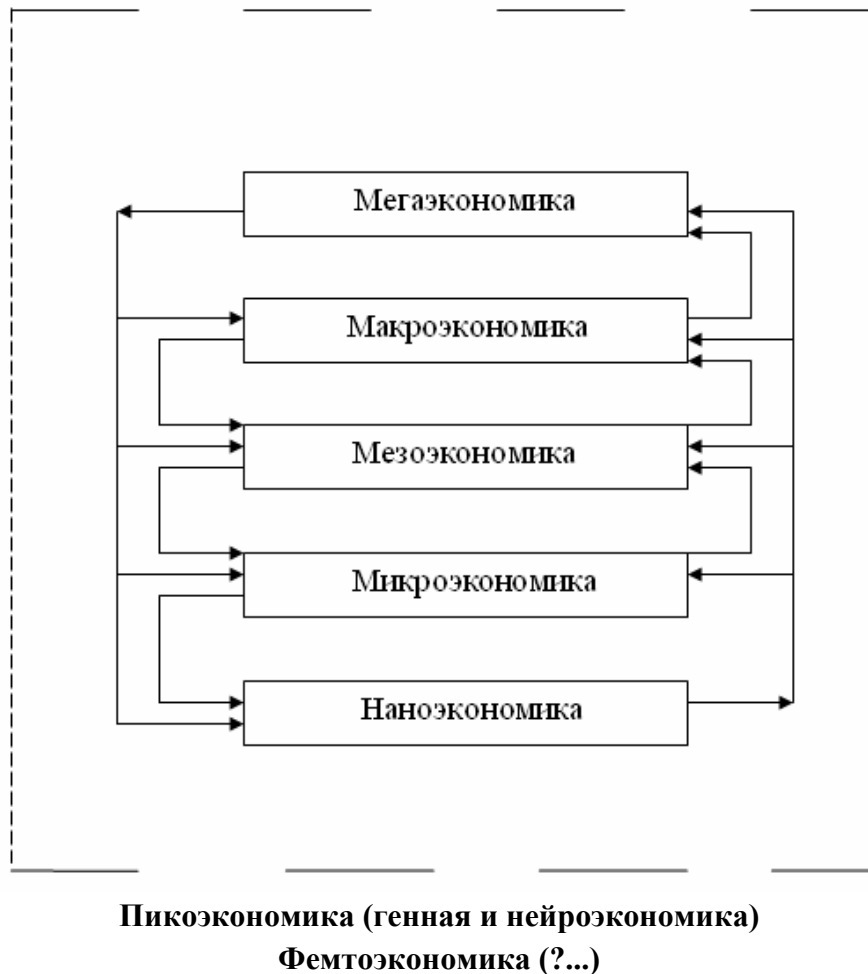 Мегаэкономика
Макроэкономика
Мезоэкономика
Микроэкономика
Наноэкономика
Пикоэкономика (генная и нейроэкономика)
Фемтоэкономика (?...)